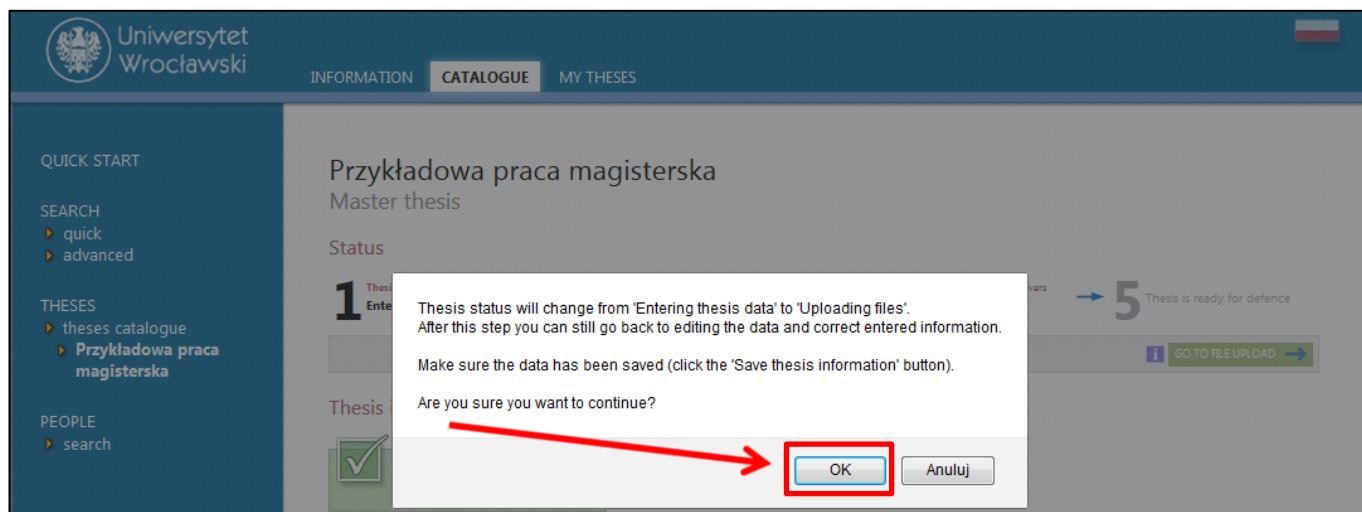 Uniwersytet
Wrocławski
INFORMATION CATALOGUE MY THESES
QUICK START
SEARCH
quick
advanced
THESES
theses catalogue
Przykładowa praca
magisterska
PEOPLE
search
Przykładowa praca magisterska
Master thesis
Status
1
5 Thesis is ready for defence
i GO TO FILE UPLOAD
Thesis
Thesis status will change from 'Entering thesis data' to 'Uploading files'.
After this step you can still go back to editing the data and correct entered information.
Make sure the data has been saved (click the 'Save thesis information' button).
Are you sure you want to continue?
OK Anuluj